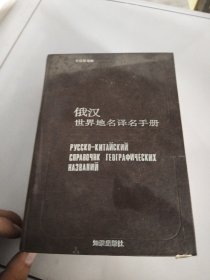 俄汉
世界地名译名手册
РУССКО-КИТАЙСКИЙ
СПРАВОЧНИК ГЕОГРАФИЧЕСКИХ
НАЗВАНИЙ
知识出版社